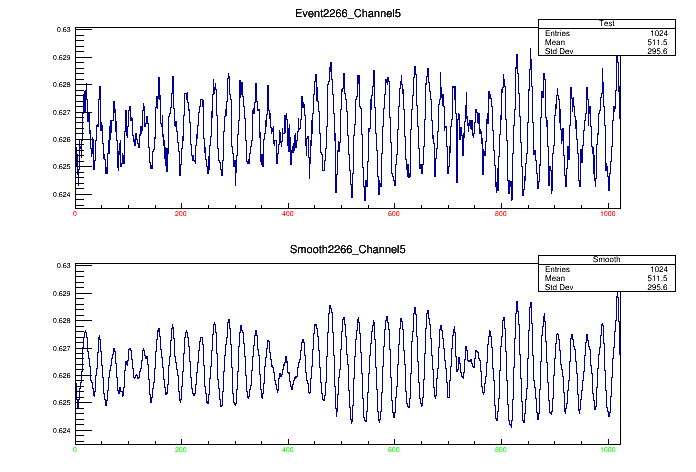 Event2266_Channel5
Test
Entries 1024
Mean 511.5
Std Dev 295.6
0.63
0.629
0.628
0.627
0.626
0.625
0.624
0 200 400 600 800 1000
Smooth2266_Channel5
Smooth
Entries 1024
Mean 511.5
Std Dev 295.6
0.63
0.629
0.628
0.627
0.626
0.625
0.624
0 200 400 600 800 1000